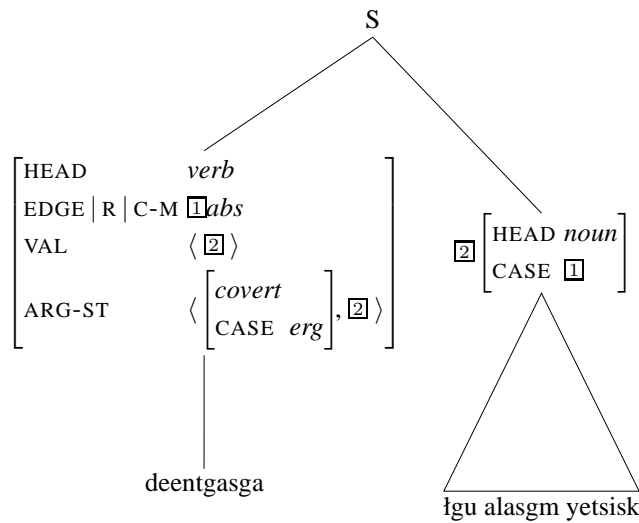 S
HEAD verb
EDGE | R | C-M 1 abs
VAL ⟨ 2 ⟩
ARG-ST ⟨ [covert
CASE erg], 2 ⟩
2 [HEAD noun
CASE 1]
deentgasga
łgu alasgm yetsisk